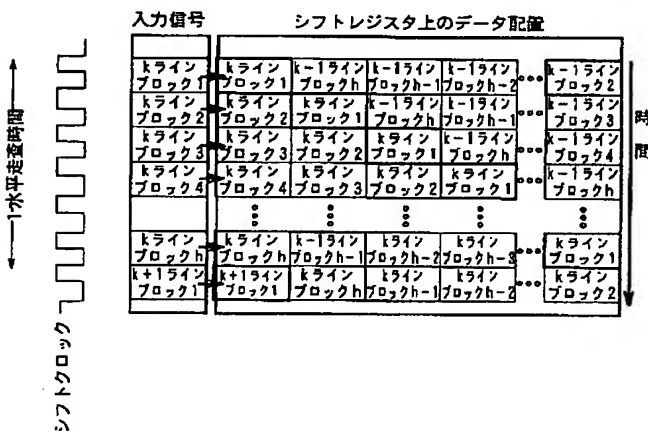 入力信号
シフトレジスタ上のデータ配置
kライン kライン k-1ライン k-1ライン k-1ライン k-1ライン
ブロック1 ブロック1 ブロックh ブロックh-1 ブロックh-2 ブロック2
kライン kライン kライン k-1ライン k-1ライン k-1ライン
ブロック2 ブロック2 ブロック1 ブロックh ブロックh-1 ブロック3
kライン kライン kライン kライン k-1ライン k-1ライン
ブロック3 ブロック3 ブロック2 ブロック1 ブロックh ブロック4
kライン kライン kライン kライン kライン k-1ライン
ブロック4 ブロック4 ブロック3 ブロック2 ブロック1 ブロックh
kライン kライン k-1ライン kライン kライン kライン
ブロックh ブロックh ブロックh-1 ブロックh-2 ブロックh-3 ブロック1
k+1ライン k+1ライン kライン kライン kライン kライン
ブロック1 ブロック1 ブロックh ブロックh-1 ブロックh-2 ブロック2
時間
1水平走査時間
シフトクロック